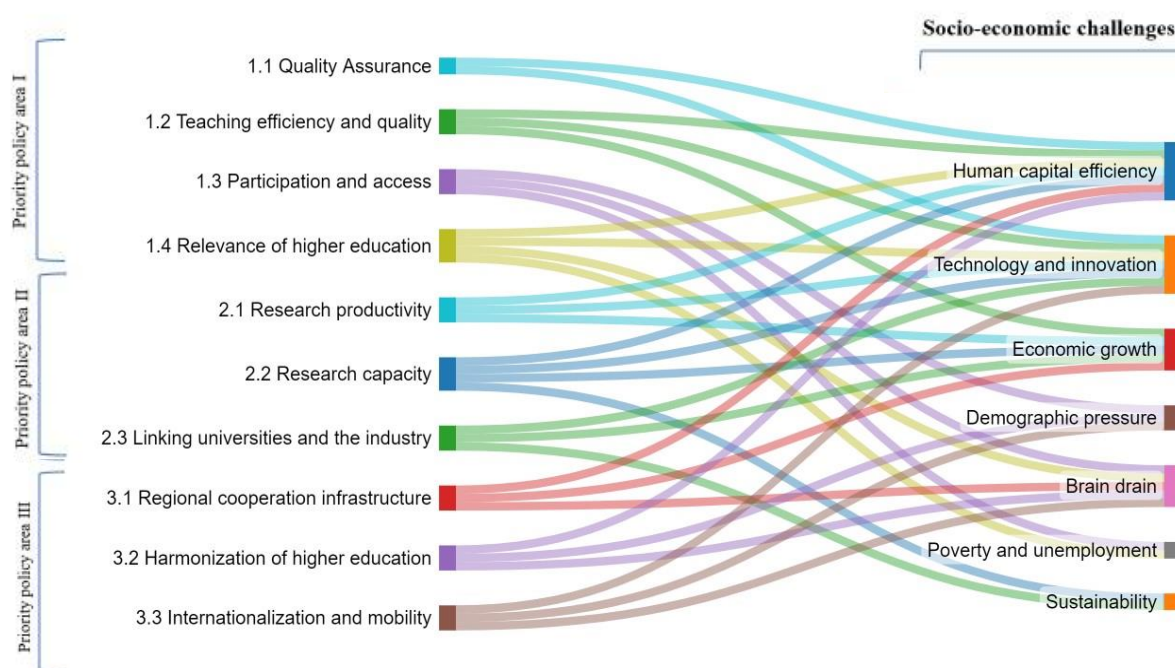 Socio-economic challenges
Priority policy area I
1.1 Quality Assurance
1.2 Teaching efficiency and quality
1.3 Participation and access
1.4 Relevance of higher education
Priority policy area II
2.1 Research productivity
2.2 Research capacity
2.3 Linking universities and the industry
Priority policy area III
3.1 Regional cooperation infrastructure
3.2 Harmonization of higher education
3.3 Internationalization and mobility
Human capital efficiency
Technology and innovation
Economic growth
Demographic pressure
Brain drain
Poverty and unemployment
Sustainability